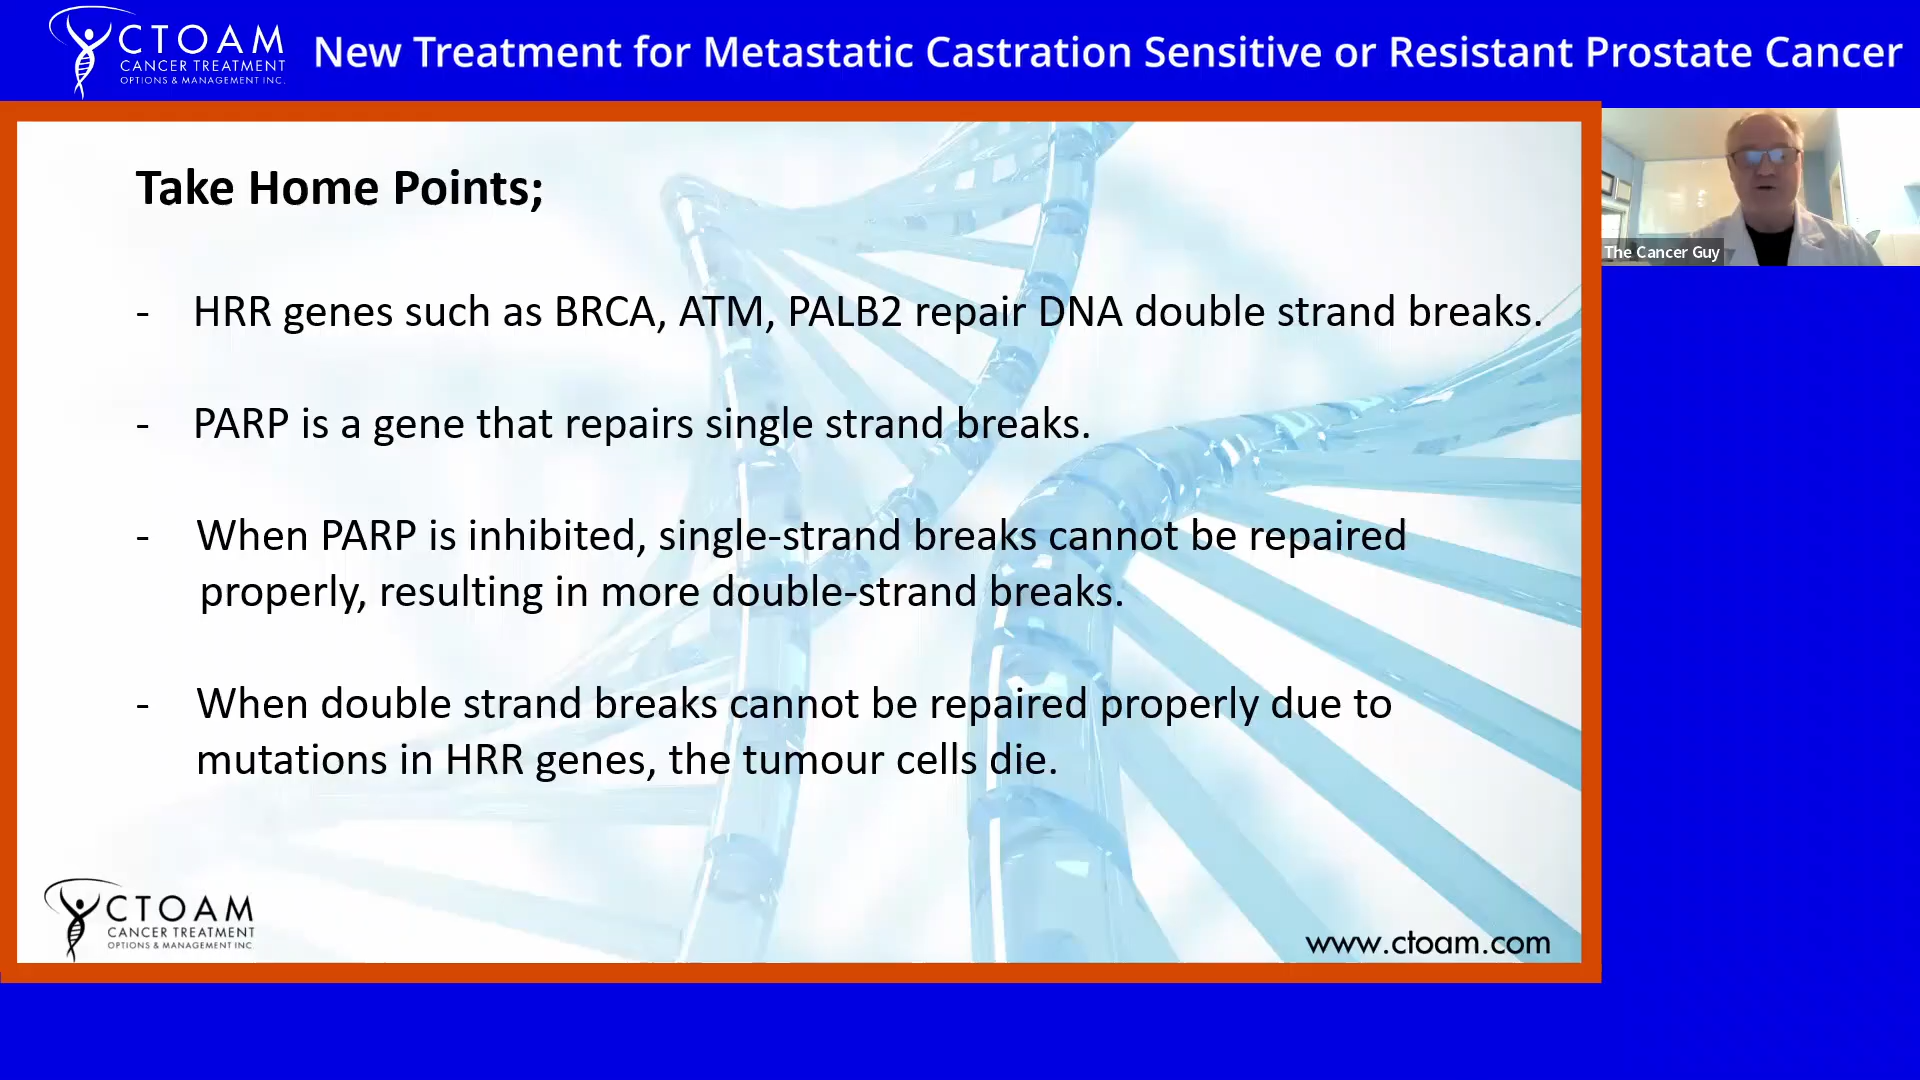 CTOAM
CANCER TREATMENT
OPTIONS & MANAGEMENT INC.
New Treatment for Metastatic Castration Sensitive or Resistant Prostate Cancer
The Cancer Guy
Take Home Points;
- HRR genes such as BRCA, ATM, PALB2 repair DNA double strand breaks.
- PARP is a gene that repairs single strand breaks.
- When PARP is inhibited, single-strand breaks cannot be repaired
properly, resulting in more double-strand breaks.
- When double strand breaks cannot be repaired properly due to
mutations in HRR genes, the tumour cells die.
CTOAM
CANCER TREATMENT
OPTIONS & MANAGEMENT INC.
www.ctoam.com